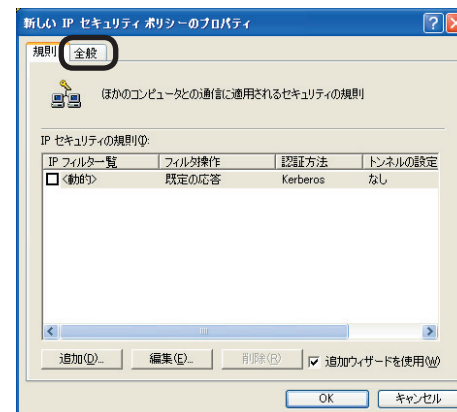 新しい IP セキュリティ ポリシーのプロパティ
規則 全般
ほかのコンピュータとの通信に適用されるセキュリティの規則
IP セキュリティの規則(I):
IP フィルタ一覧 フィルタ操作 認証方法 トンネルの設定
<動的> 既定の応答 Kerberos なし
追加(D)... 編集(E)... 削除(R) 追加ウィザードを使用(W)
OK キャンセル